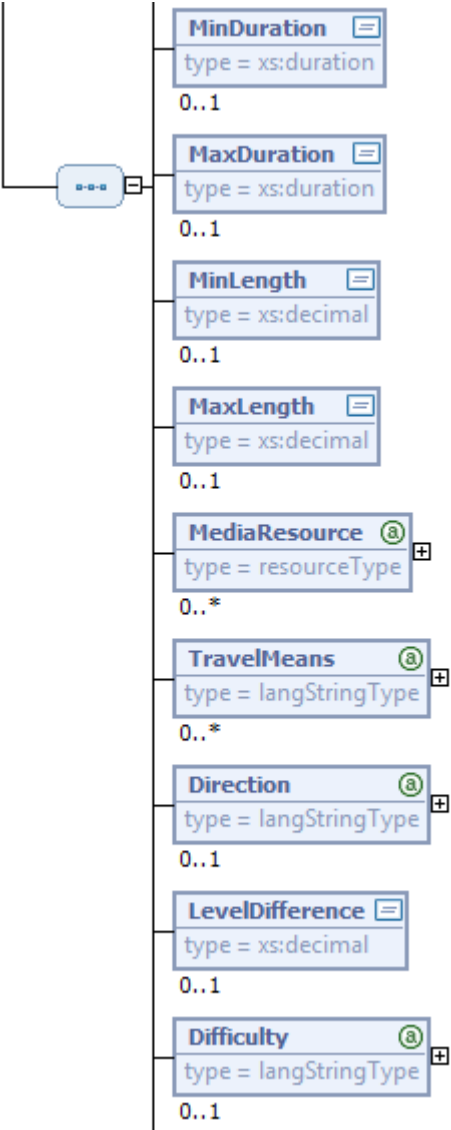 MinDuration
type = xs:duration
0..1
MaxDuration
type = xs:duration
0..1
MinLength
type = xs:decimal
0..1
MaxLength
type = xs:decimal
0..1
MediaResource
type = resourceType
0..*
TravelMeans
type = langStringType
0..*
Direction
type = langStringType
0..1
LevelDifference
type = xs:decimal
0..1
Difficulty
type = langStringType
0..1